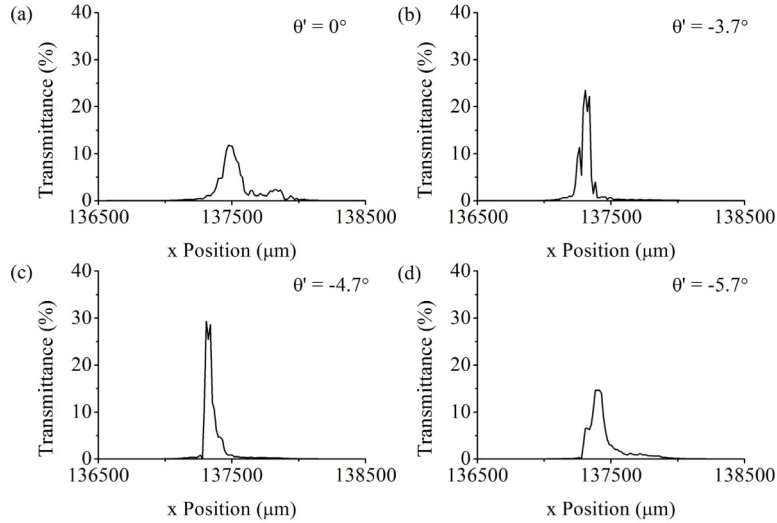 (a)
θ' = 0°
40
30
20
10
0
Transmittance (%)
136500 137500 138500
x Position (μm)
(b)
θ' = -3.7°
40
30
20
10
0
Transmittance (%)
136500 137500 138500
x Position (μm)
(c)
θ' = -4.7°
40
30
20
10
0
Transmittance (%)
136500 137500 138500
x Position (μm)
(d)
θ' = -5.7°
40
30
20
10
0
Transmittance (%)
136500 137500 138500
x Position (μm)